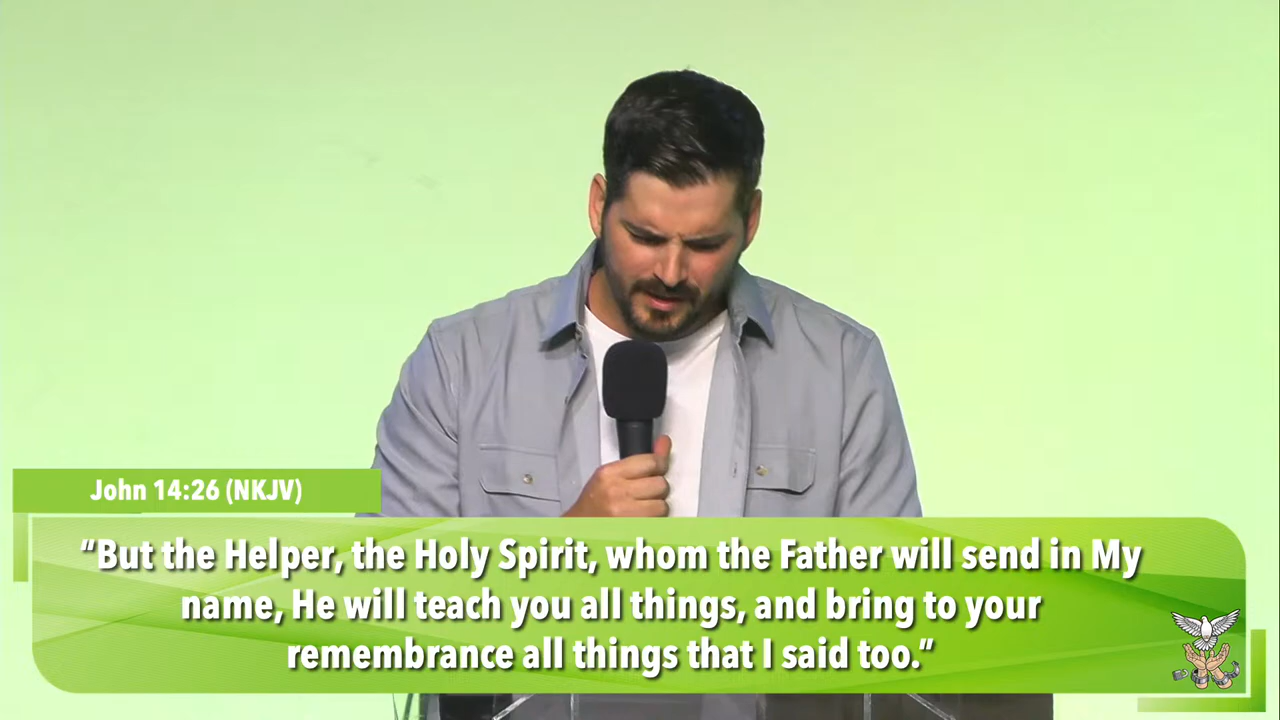 John 14:26 (NKJV)
“But the Helper, the Holy Spirit, whom the Father will send in My
name, He will teach you all things, and bring to your
remembrance all things that I said too.”